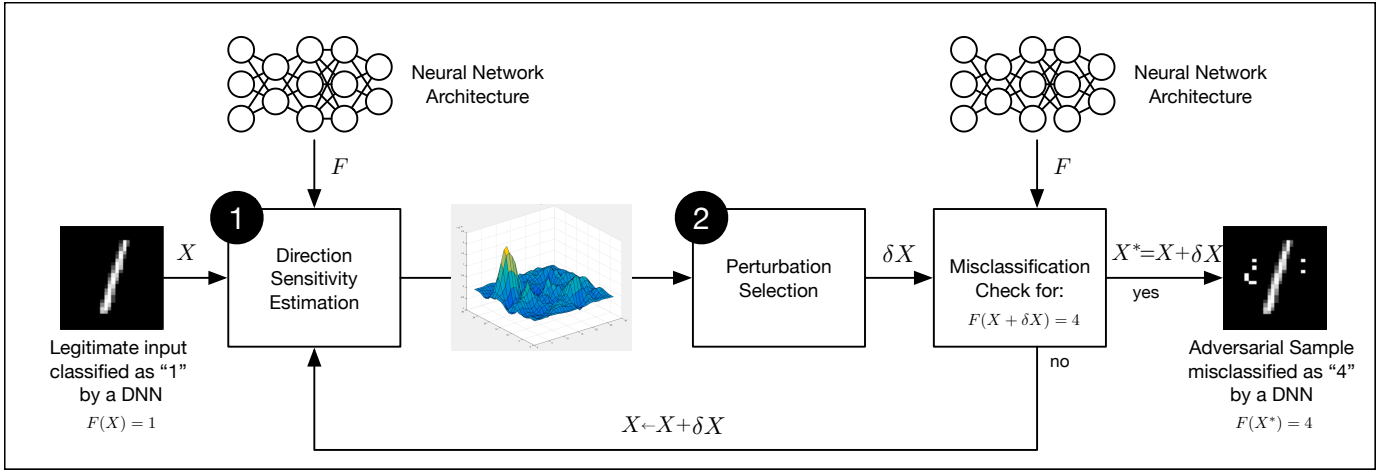 Neural Network
Architecture
Neural Network
Architecture
F
F
1
2
X
Direction
Sensitivity
Estimation
Perturbation
Selection
δX
Misclassification
Check for:
F(X + δX) = 4
X*=X+δX
yes
no
Legitimate input
classified as “1”
by a DNN
F(X) = 1
Adversarial Sample
misclassified as “4”
by a DNN
F(X*) = 4
X←X+δX